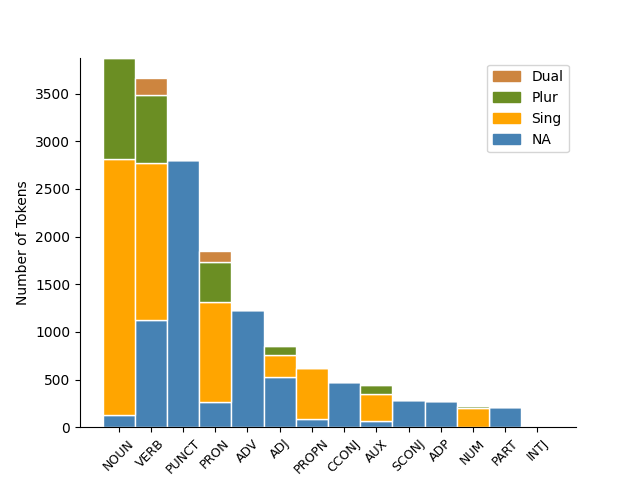 Dual
Plur
Sing
NA
Number of Tokens
3500
3000
2500
2000
1500
1000
500
0
NOUN VERB PUNCT PRON ADV ADJ PROPN CCONJ AUX SCONJ ADP NUM PART INTJ